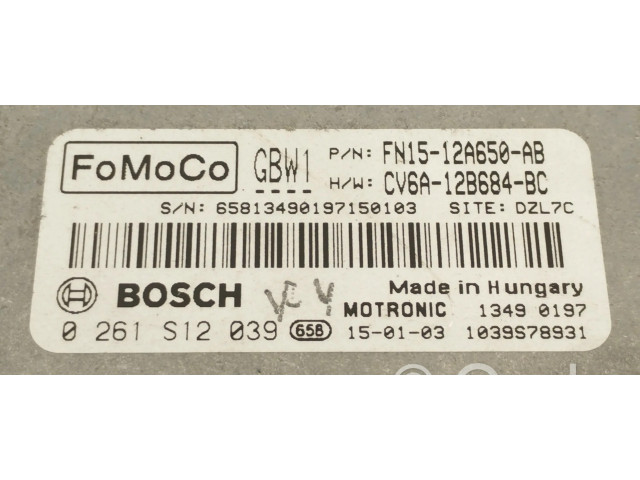 FoMoCo GBW1 P/N: FN15-12A650-AB
H/W: CV6A-12B684-BC
S/N: 65813490197150103 SITE: DZL7C
BOSCH Made in Hungary
MOTRONIC 1349 0197
0 261 S12 039 658 15-01-03 1039S78931